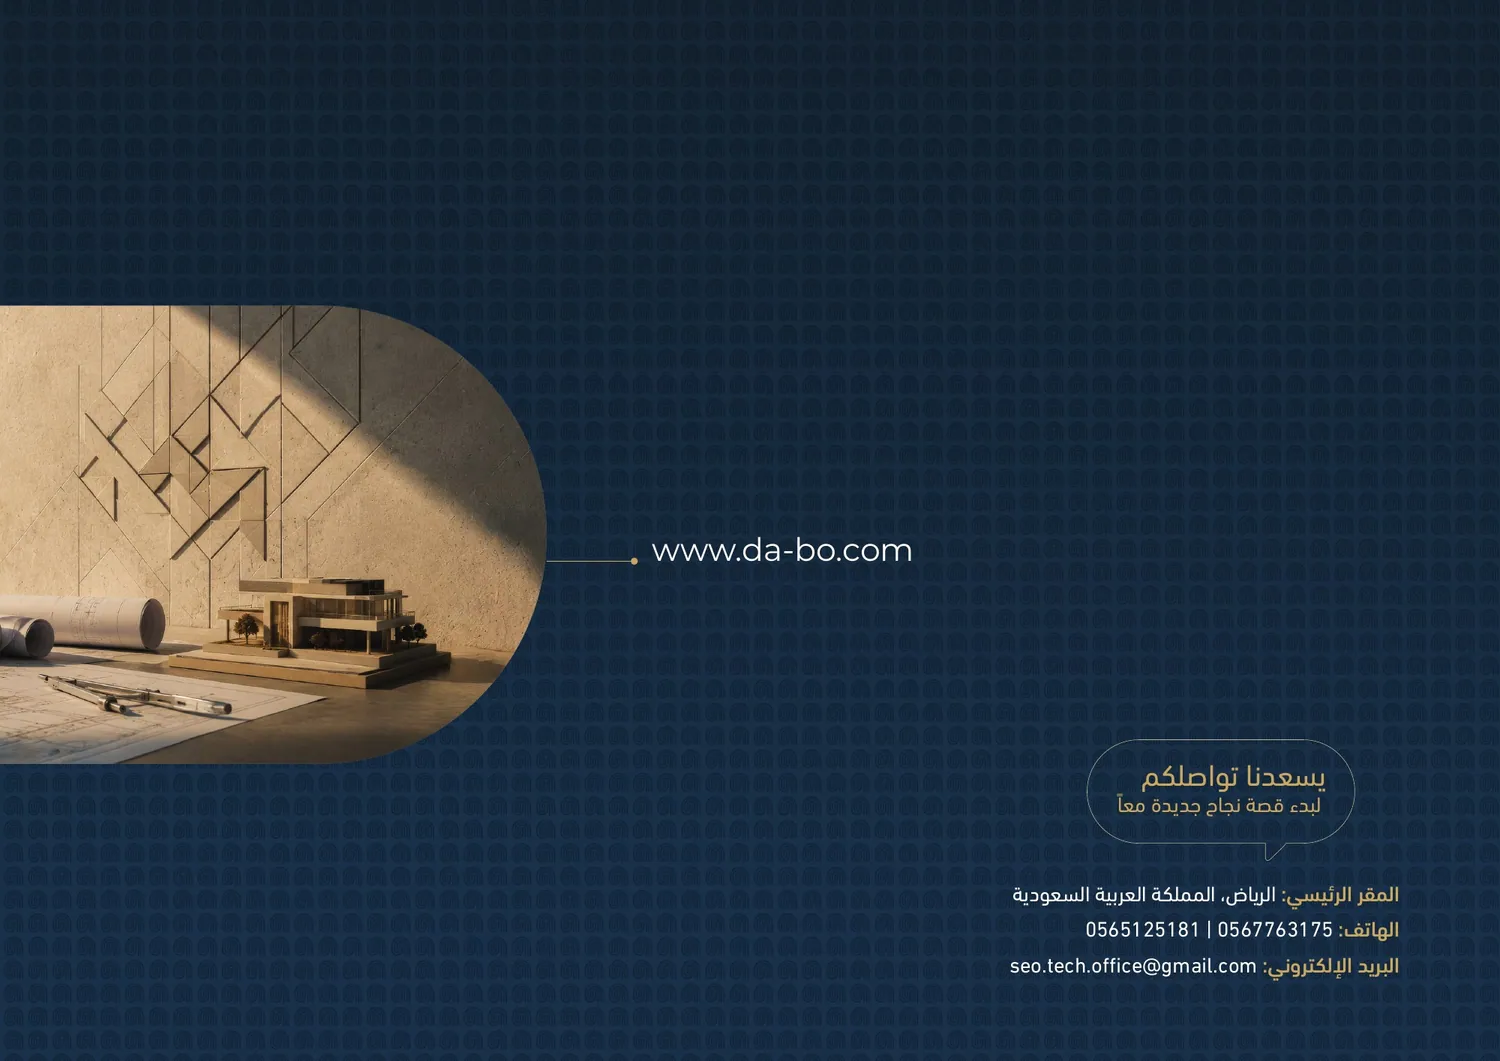 www.da-bo.com
يسعدنا تواصلكم
لبدء قصة نجاح جديدة معاً
المقر الرئيسي: الرياض، المملكة العربية السعودية
الهاتف: 0567763175 | 0565125181
البريد الإلكتروني: seo.tech.office@gmail.com